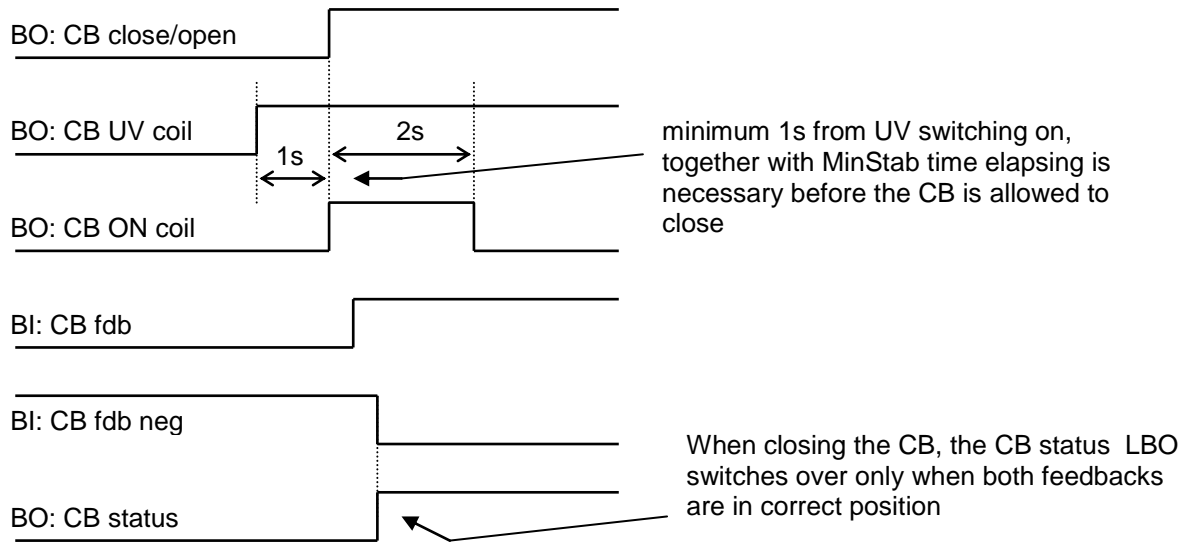 BO: CB close/open
BO: CB UV coil
2s
1s
minimum 1s from UV switching on,
together with MinStab time elapsing is
necessary before the CB is allowed to
close
BO: CB ON coil
BI: CB fdb
BI: CB fdb neg
When closing the CB, the CB status LBO
switches over only when both feedbacks
are in correct position
BO: CB status